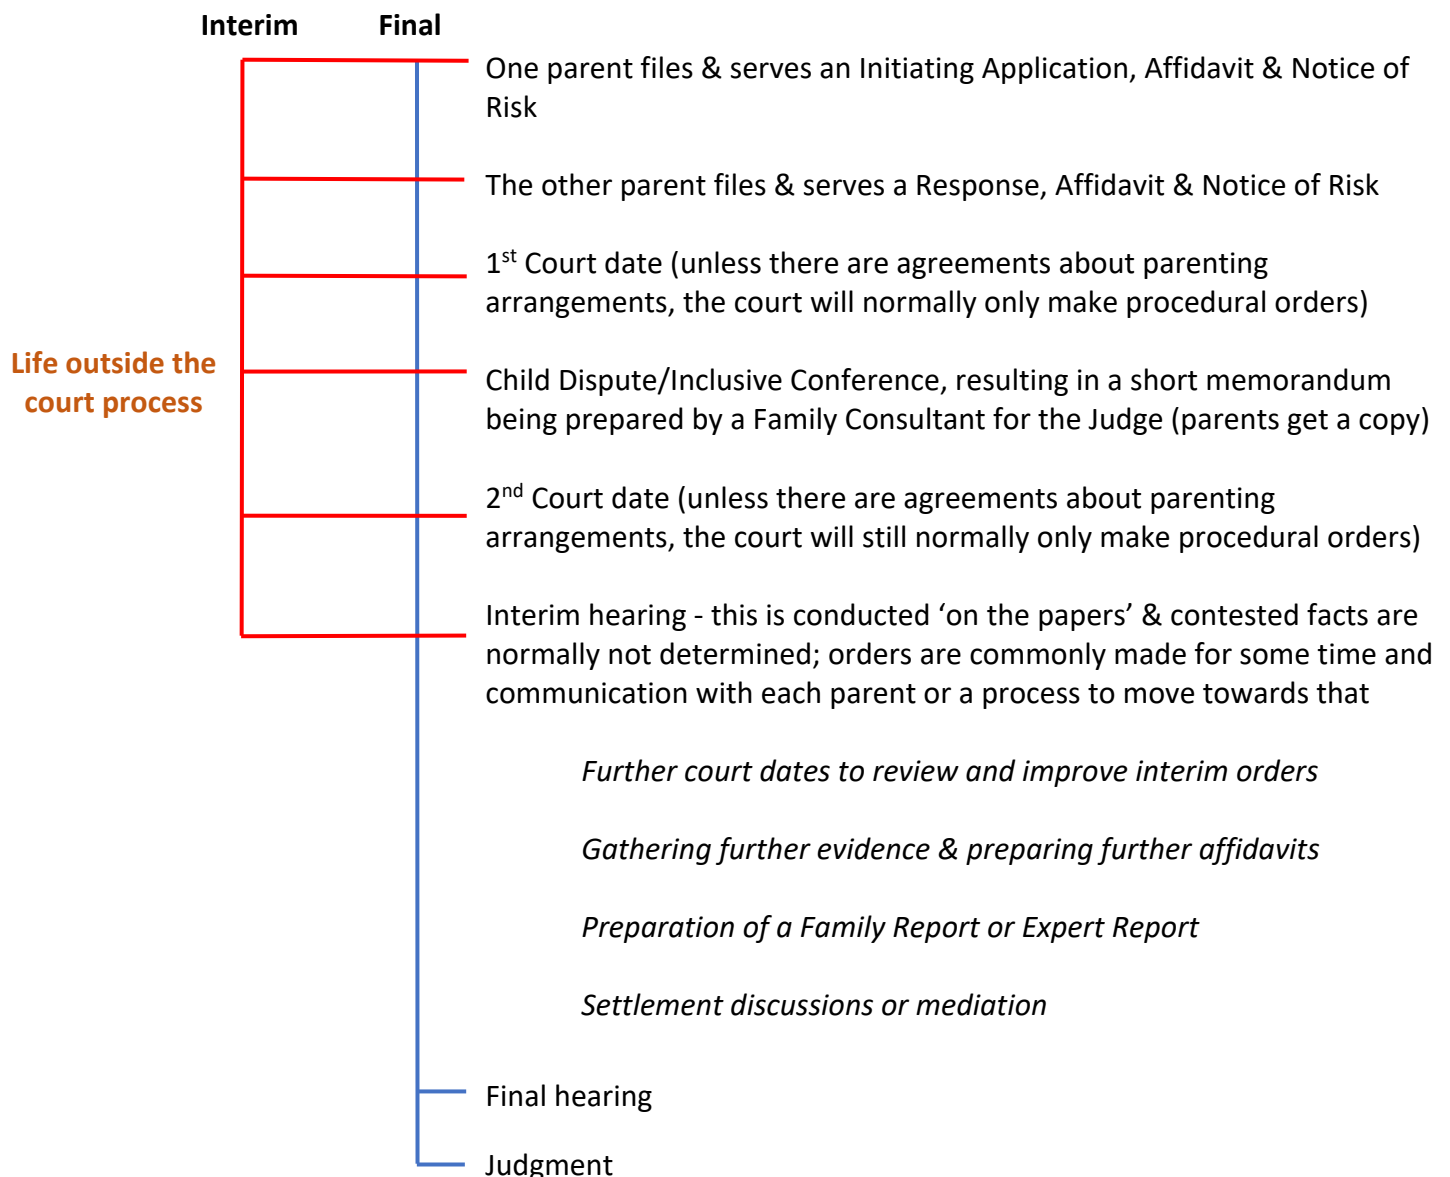 Interim Final
One parent files & serves an Initiating Application, Affidavit & Notice of
Risk
The other parent files & serves a Response, Affidavit & Notice of Risk
1st Court date (unless there are agreements about parenting
arrangements, the court will normally only make procedural orders)
Life outside the
court process
Child Dispute/Inclusive Conference, resulting in a short memorandum
being prepared by a Family Consultant for the Judge (parents get a copy)
2nd Court date (unless there are agreements about parenting
arrangements, the court will still normally only make procedural orders)
Interim hearing - this is conducted ‘on the papers’ & contested facts are
normally not determined; orders are commonly made for some time and
communication with each parent or a process to move towards that
Further court dates to review and improve interim orders
Gathering further evidence & preparing further affidavits
Preparation of a Family Report or Expert Report
Settlement discussions or mediation
Final hearing
Judgment